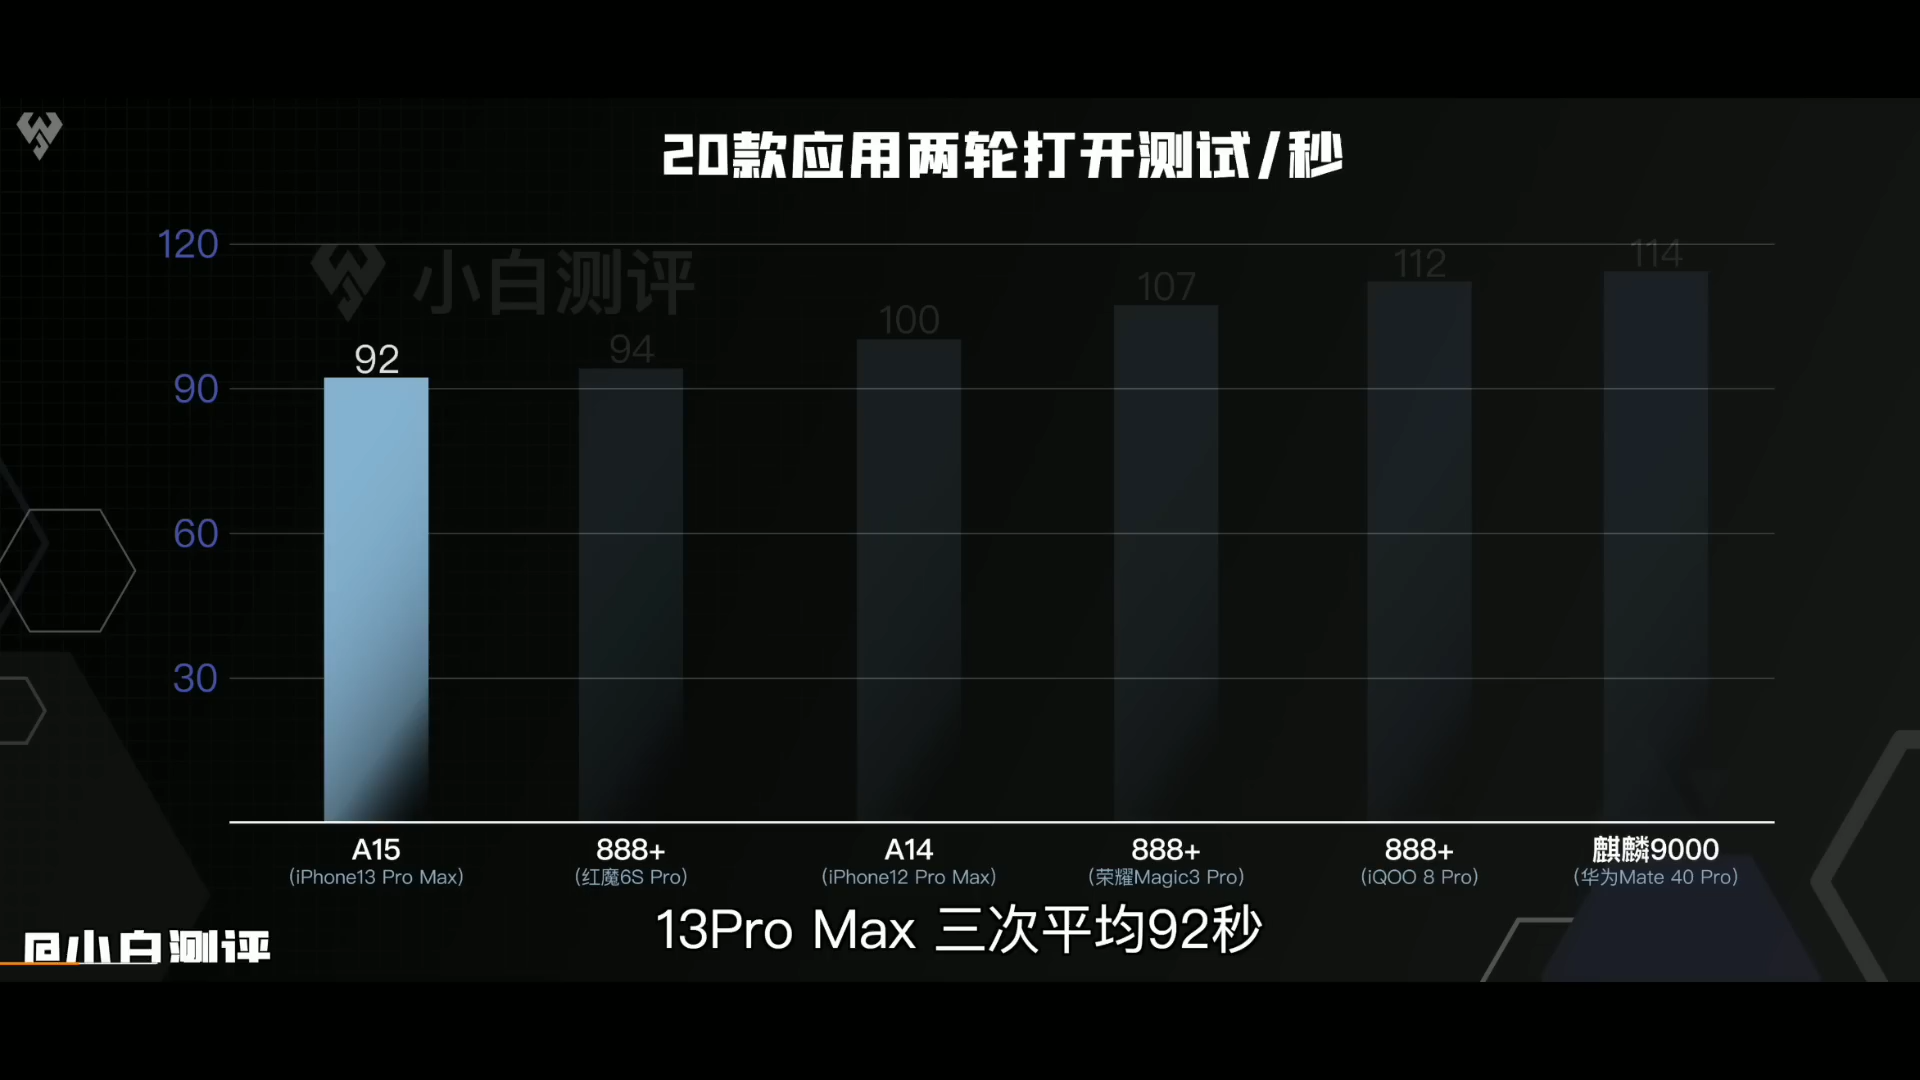 20款应用两轮打开测试/秒
120
90
60
30
小白测评
92
94
100
107
112
114
A15
(iPhone13 Pro Max)
888+
(红魔6S Pro)
A14
(iPhone12 Pro Max)
888+
(荣耀Magic3 Pro)
888+
(iQOO 8 Pro)
麒麟9000
(华为Mate 40 Pro)
13Pro Max 三次平均92秒
@小白测评